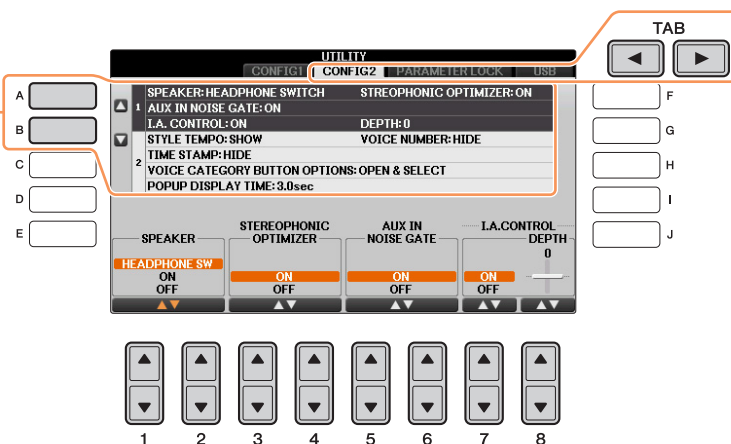 TAB
UTILITY
CONFIG1 CONFIG2 PARAMETER LOCK USB
A
B
C
D
E
F
G
H
I
J
1
SPEAKER: HEADPHONE SWITCH STREOPHONIC OPTIMIZER: ON
AUX IN NOISE GATE: ON
I.A. CONTROL: ON DEPTH: 0
2
STYLE TEMPO: SHOW VOICE NUMBER: HIDE
TIME STAMP: HIDE
VOICE CATEGORY BUTTON OPTIONS: OPEN & SELECT
POPUP DISPLAY TIME: 3.0sec
SPEAKER
HEADPHONE SW
ON
OFF
STEREOPHONIC
OPTIMIZER
ON
OFF
AUX IN
NOISE GATE
ON
OFF
I.A.CONTROL
DEPTH
0
ON
OFF
1 2 3 4 5 6 7 8